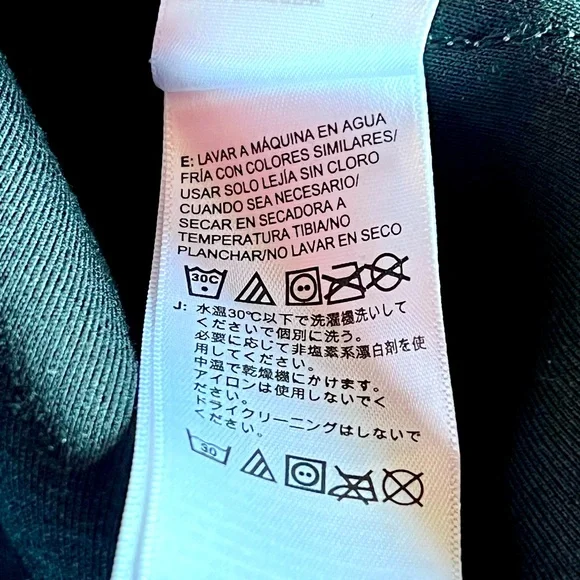 E: LAVAR A MÁQUINA EN AGUA
FRÍA CON COLORES SIMILARES/
USAR SOLO LEJÍA SIN CLORO
CUANDO SEA NECESARIO/
SECAR EN SECADORA A
TEMPERATURA TIBIA/NO
PLANCHAR/NO LAVAR EN SECO
30C
J: 水温30℃以下で洗濯機洗いして
くださいで個別に洗う。
必要に応じて非塩素系漂白剤を使
用してください。
中温で乾燥機にかけます。
アイロンは使用しないでく
ださい。
ドライクリーニングはしないで
ください。
30